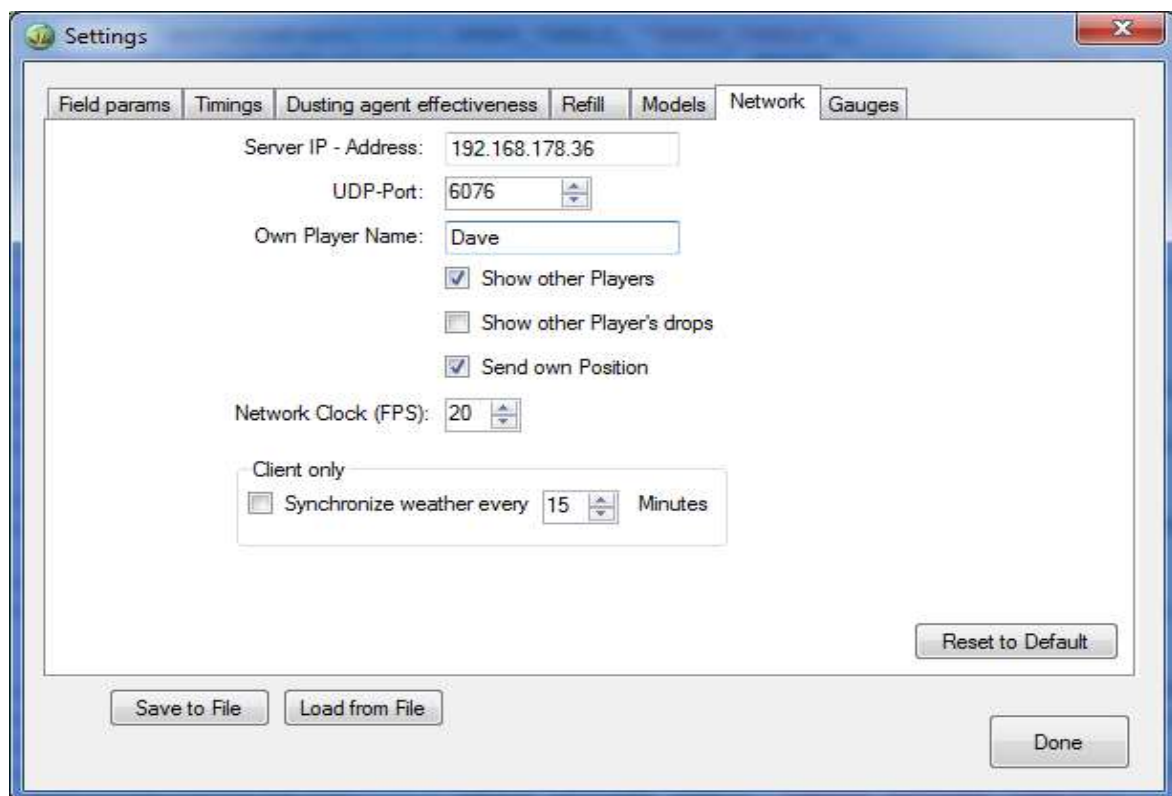 Settings
Field params Timings Dusting agent effectiveness Refill Models Network Gauges
Server IP - Address: 192.168.178.36
UDP-Port: 6076
Own Player Name: Dave
Show other Players
Show other Player's drops
Send own Position
Network Clock (FPS): 20
Client only
Synchronize weather every 15 Minutes
Reset to Default
Save to File Load from File
Done